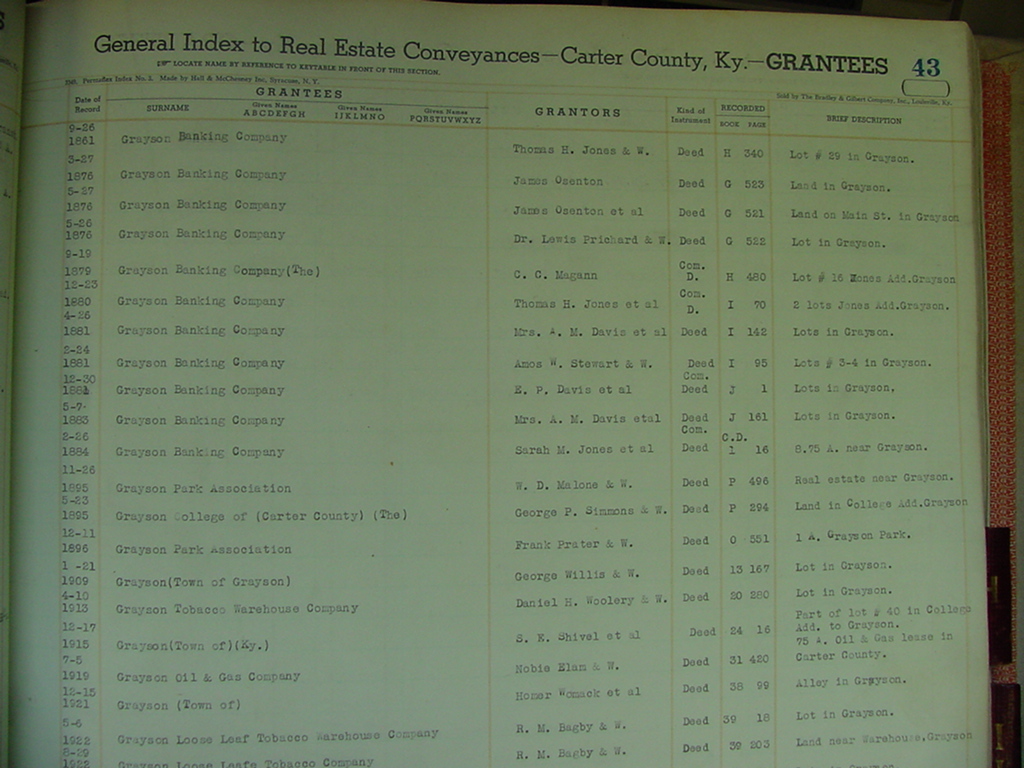 General Index to Real Estate Conveyances—Carter County, Ky.—GRANTEES 43
LOCATE NAME BY REFERENCE TO KEYTABLE IN FRONT OF THIS SECTION.
Made by Hall & McChesney Inc, Syracuse, N. Y.
Sold by The Bradley & Gilbert Company, Inc., Louisville, Ky.
Date of Record GRANTEES GRANTORS Kind of Instrument RECORDED BRIEF DESCRIPTION
SURNAME Given Names ABCDEFGH Given Names IJKLMNO Given Names PQRSTUVWXYZ BOOK PAGE
9-26
1861 Grayson Banking Company Thomas H. Jones & W. Deed H 340 Lot # 29 in Grayson.
3-27
1876 Grayson Banking Company James Osenton Deed G 523 Land in Grayson.
5-27
1876 Grayson Banking Company James Osenton et al Deed G 521 Land on Main St. in Grayson
5-26
1876 Grayson Banking Company Dr. Lewis Prichard & W. Deed G 522 Lot in Grayson.
9-19
1879 Grayson Banking Company(The) C. C. Magann Com. D. H 480 Lot # 16 Add.Grayson
12-23
1880 Grayson Banking Company Thomas H. Jones et al Com. D. I 70 2 lots Jones Add.Grayson.
4-26
1881 Grayson Banking Company Mrs. A. M. Davis et al Deed I 142 Lots in Grayson.
2-24
1881 Grayson Banking Company Amos W. Stewart & W. Deed I 95 Lots # 3-4 in Grayson.
12-30
1881 Grayson Banking Company E. P. Davis et al Com. Deed J 1 Lots in Grayson.
5-7-
1883 Grayson Banking Company Mrs. A. M. Davis etal Deed J 161 Lots in Grayson.
2-26
1884 Grayson Banking Company Sarah M. Jones et al Com. Deed C.D. 1 16 8.75 A. near Grayson.
11-26
1895 Grayson Park Association W. D. Malone & W. Deed P 496 Real estate near Grayson.
5-23
1895 Grayson College of (Carter County) (The) George P. Simmons & W. Deed P 294 Land in College Add.Grayson
12-11
1896 Grayson Park Association Frank Prater & W. Deed O 551 1 A. Grayson Park.
1 -21
1909 Grayson(Town of Grayson) George Willis & W. Deed 13 167 Lot in Grayson.
4-10
1913 Grayson Tobacco Warehouse Company Daniel H. Woolery & W. Deed 20 280 Lot in Grayson.
12-17
1915 Grayson(Town of)(Ky.) S. E. Shivel et al Deed 24 16 Part of lot # 40 in College Add. to Grayson.
7-5
1919 Grayson Oil & Gas Company Nobie Elam & W. Deed 31 420 75 A. Oil & Gas lease in Carter County.
12-15
1921 Grayson (Town of) Homer Womack et al Deed 38 99 Alley in Grayson.
5-6
1922 Grayson Loose Leaf Tobacco Warehouse Company R. M. Bagby & W. Deed 39 18 Lot in Grayson.
8-29
1922 Grayson Loose Leafs Tobacco Company R. M. Bagby & W. Deed 39 203 Land near Warehouse.Grayson